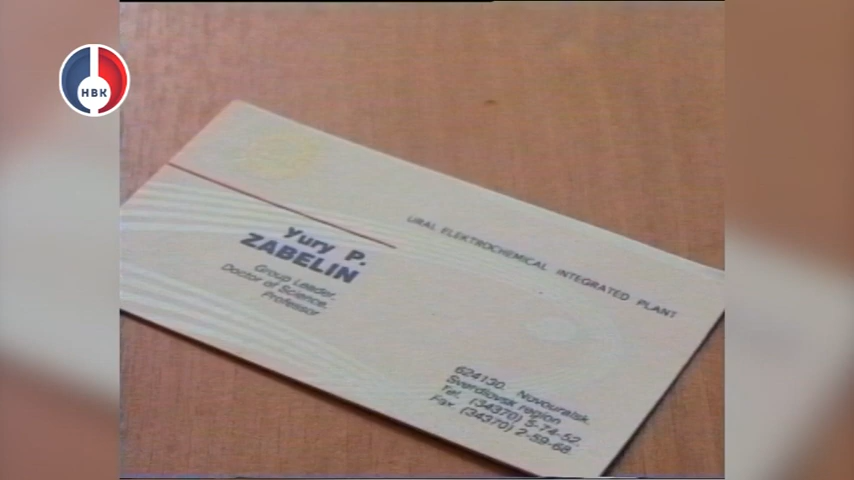 НВК
URAL ELEKTROCHEMICAL INTEGRATED PLANT
Yury P.
ZABELIN
Group Leader,
Doctor of Science,
Professor
624130, Novouralsk
Sverdlovsk region
Tel. (34370) 5-74-52,
Fax (34370) 2-59-68.